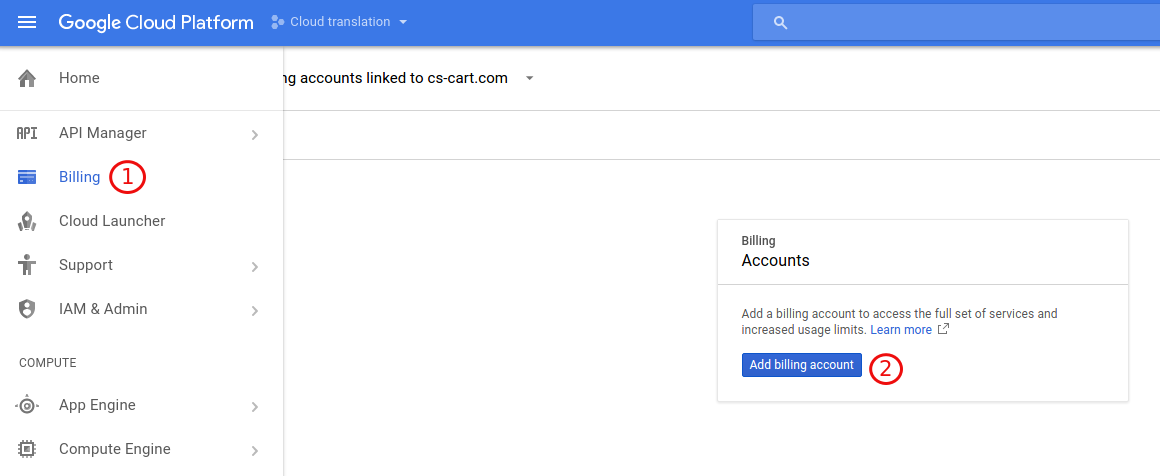 Google Cloud Platform
Cloud translation
Home
accounts linked to cs-cart.com
API API Manager
Billing 1
Cloud Launcher
Support
IAM & Admin
COMPUTE
App Engine
Compute Engine
Billing
Accounts
Add a billing account to access the full set of services and
increased usage limits. Learn more
Add billing account 2